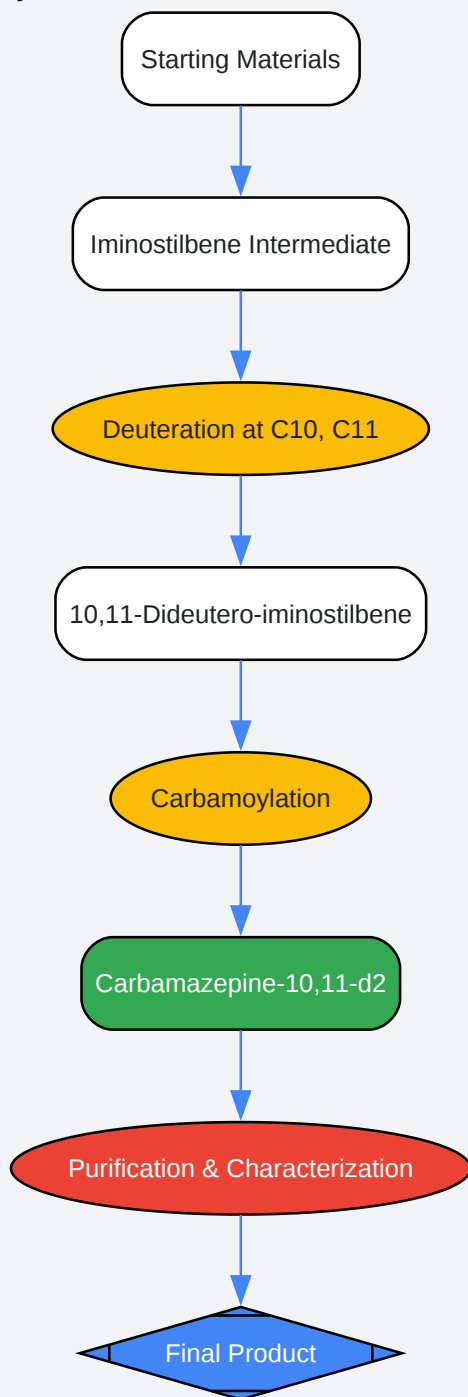 Starting Materials
Iminostilbene Intermediate
Deuteration at C10, C11
10,11-Dideutero-iminostilbene
Carbamoylation
Carbamazepine-10,11-d2
Purification & Characterization
Final Product